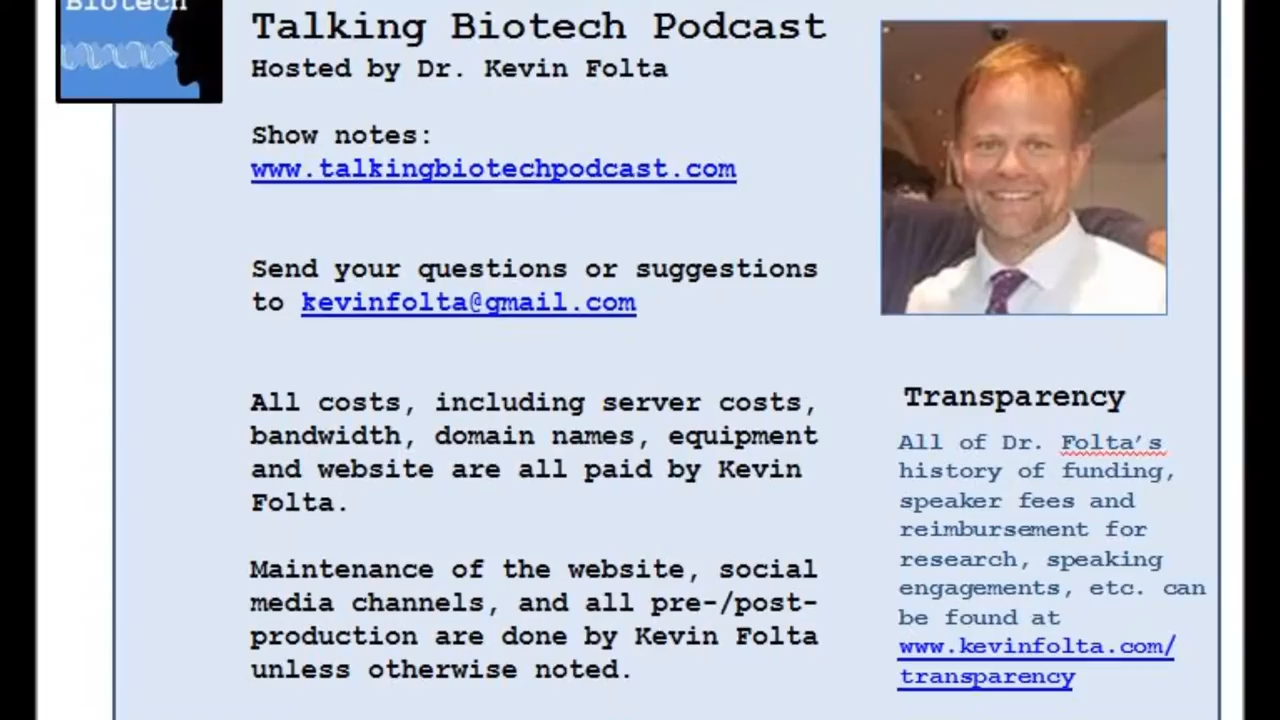 Biotech
Talking Biotech Podcast
Hosted by Dr. Kevin Folta
Show notes:
www.talkingbiotechpodcast.com
Send your questions or suggestions
to kevinfolta@gmail.com
All costs, including server costs,
bandwidth, domain names, equipment
and website are all paid by Kevin
Folta.
Maintenance of the website, social
media channels, and all pre-/post-
production are done by Kevin Folta
unless otherwise noted.
Transparency
All of Dr. Folta’s
history of funding,
speaker fees and
reimbursement for
research, speaking
engagements, etc. can
be found at
www.kevinfolta.com/
transparency